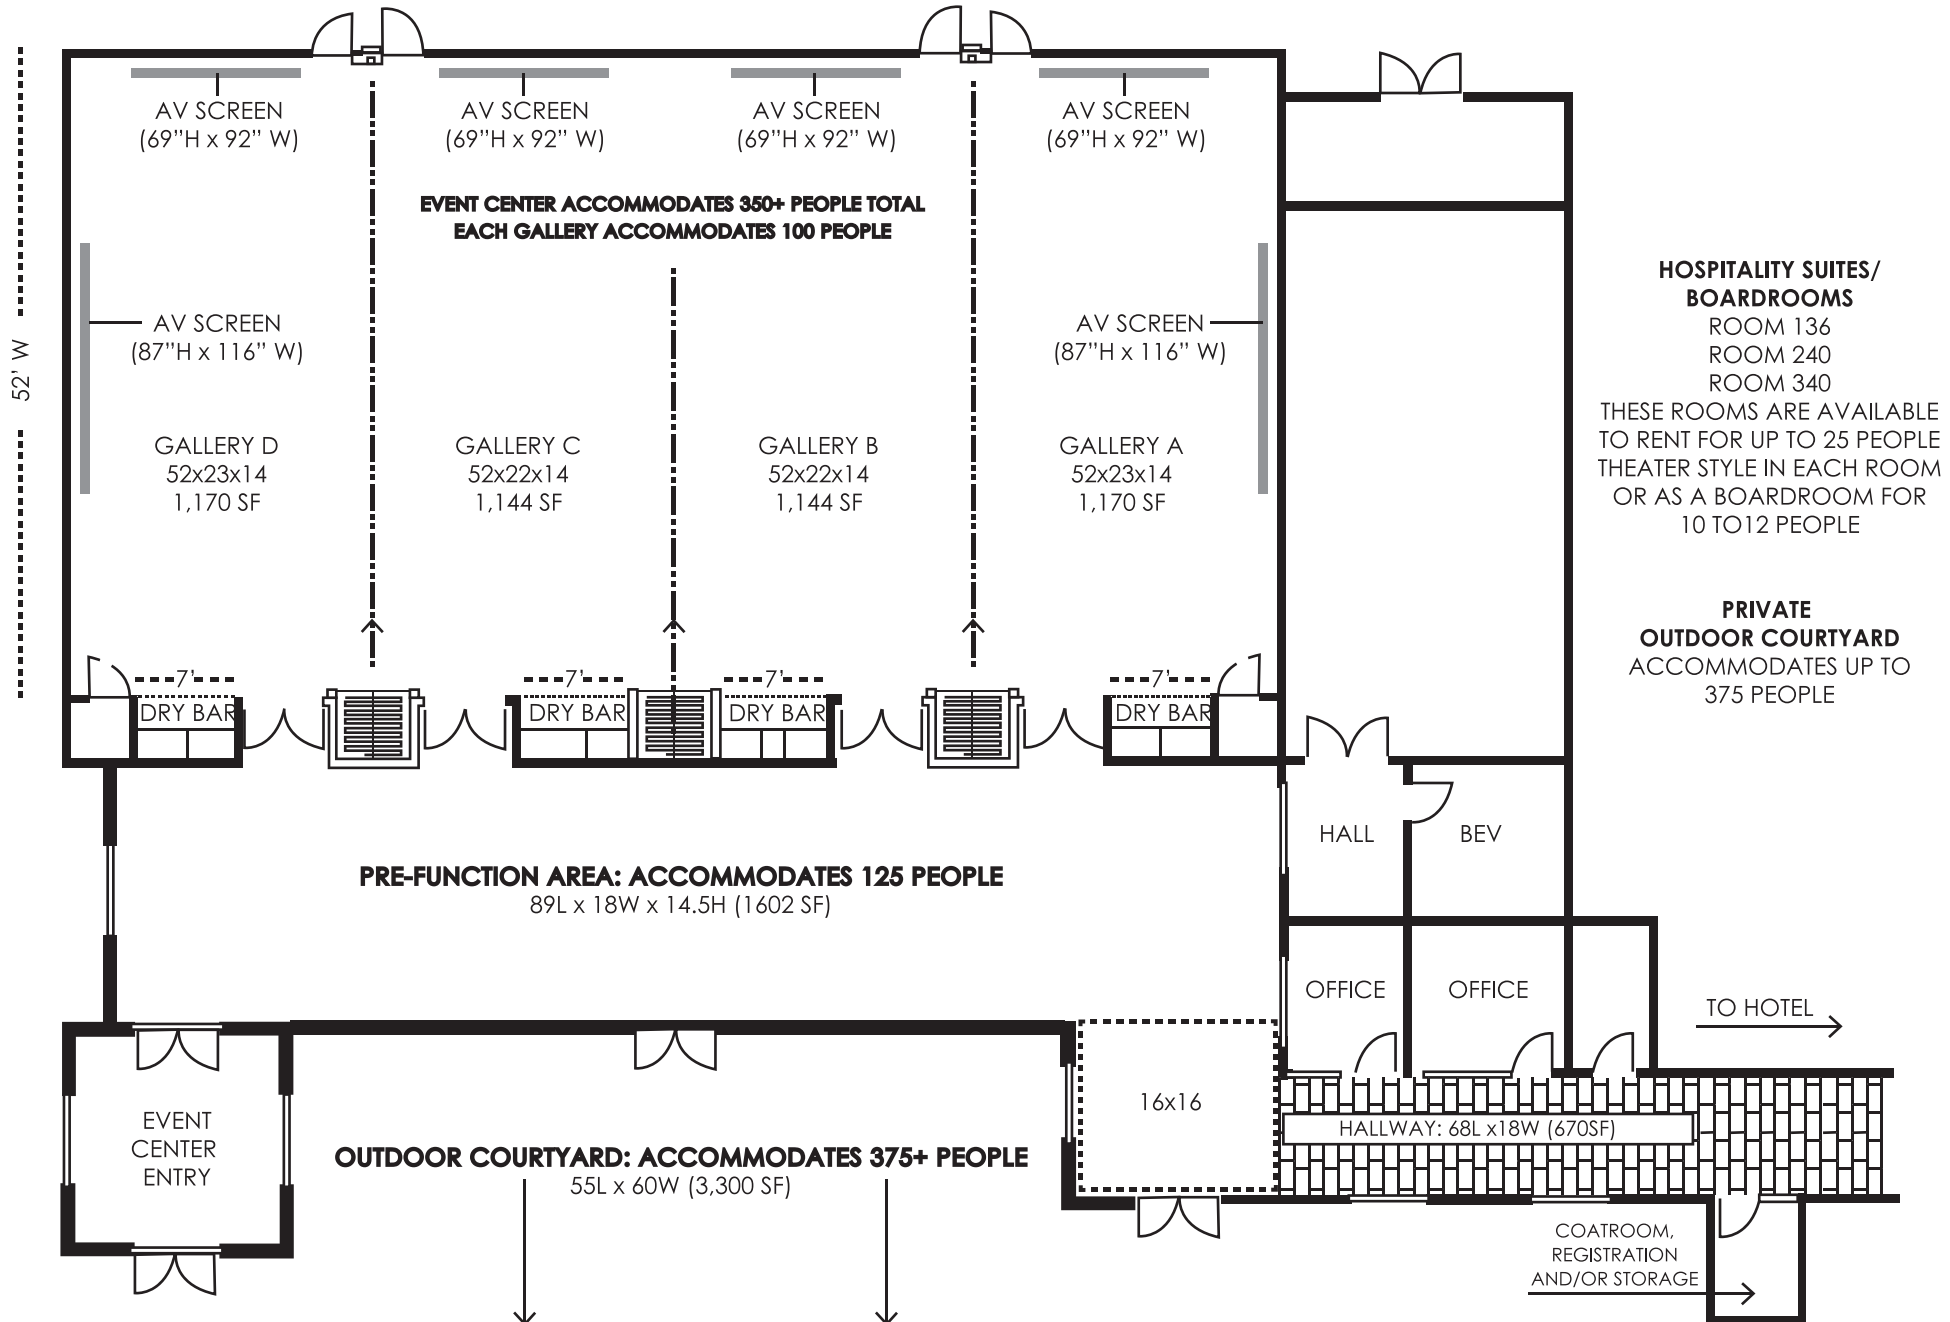 AV SCREEN
(69”H x 92” W)
AV SCREEN
(69”H x 92” W)
AV SCREEN
(69”H x 92” W)
AV SCREEN
(69”H x 92” W)
EVENT CENTER ACCOMMODATES 350+ PEOPLE TOTAL
EACH GALLERY ACCOMMODATES 100 PEOPLE
52' W
AV SCREEN
(87”H x 116” W)
AV SCREEN
(87”H x 116” W)
GALLERY D
52x23x14
1,170 SF
GALLERY C
52x22x14
1,144 SF
GALLERY B
52x22x14
1,144 SF
GALLERY A
52x23x14
1,170 SF
HOSPITALITY SUITES/
BOARDROOMS
ROOM 136
ROOM 240
ROOM 340
THESE ROOMS ARE AVAILABLE
TO RENT FOR UP TO 25 PEOPLE
THEATER STYLE IN EACH ROOM
OR AS A BOARDROOM FOR
10 TO12 PEOPLE
PRIVATE
OUTDOOR COURTYARD
ACCOMMODATES UP TO
375 PEOPLE
7'
DRY BAR
7'
DRY BAR
7'
DRY BAR
7'
DRY BAR
HALL
BEV
PRE-FUNCTION AREA: ACCOMMODATES 125 PEOPLE
89L x 18W x 14.5H (1602 SF)
OFFICE
OFFICE
TO HOTEL
16x16
EVENT
CENTER
ENTRY
HALLWAY: 68L x18W (670SF)
OUTDOOR COURTYARD: ACCOMMODATES 375+ PEOPLE
55L x 60W (3,300 SF)
COATROOM,
REGISTRATION
AND/OR STORAGE